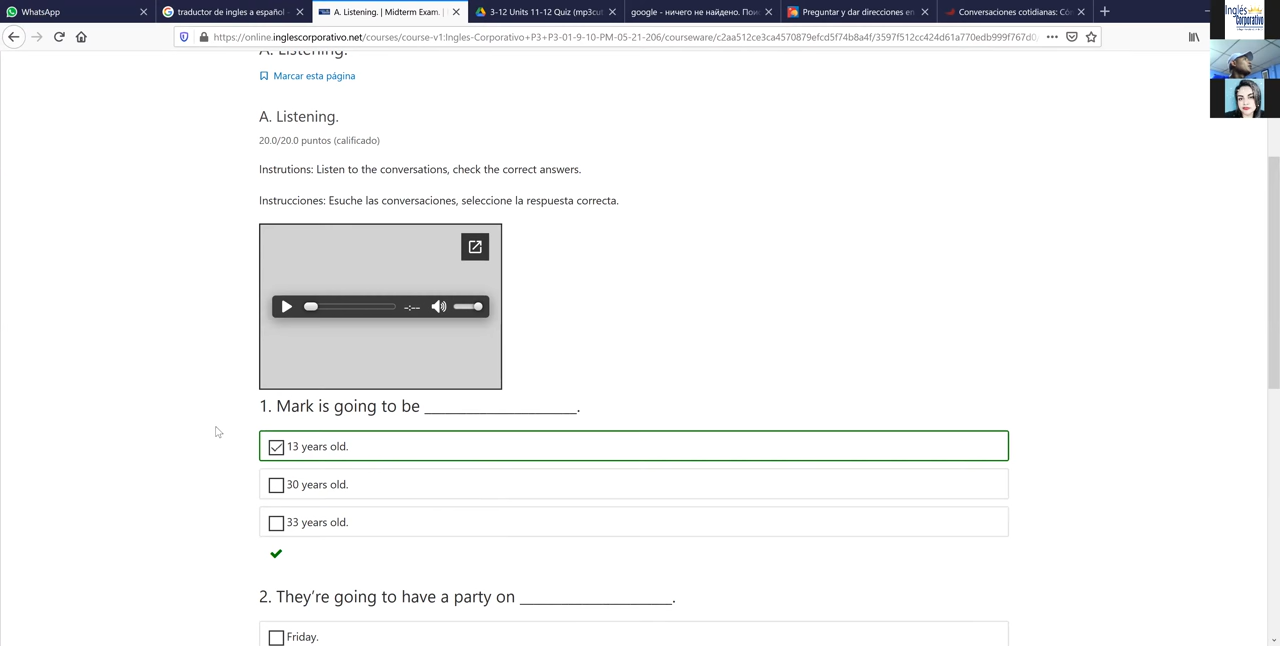 WhatsApp
traductor de ingles a español -
A. Listening. | Midterm Exam. |
3-12 Units 11-12 Quiz (mp3cut
google - ничего не найдено. Пои
Preguntar y dar direcciones en
Conversaciones cotidianas: Có
https://online.inglescorporativo.net/courses/course-v1:Ingles-Corporativo+P3+P3-01-9-10-PM-05-21-206/courseware/c2aa512ce3ca4570879efcd5f74b8a4f/3597f512cc424d61a770edb999f767d0
Inglés
Corporativo
A. Listening.
Marcar esta página
A. Listening.
20.0/20.0 puntos (calificado)
Instrutions: Listen to the conversations, check the correct answers.
Instrucciones: Esuche las conversaciones, seleccione la respuesta correcta.
-:--
1. Mark is going to be ____________________.
13 years old.
30 years old.
33 years old.
2. They’re going to have a party on ____________________.
Friday.